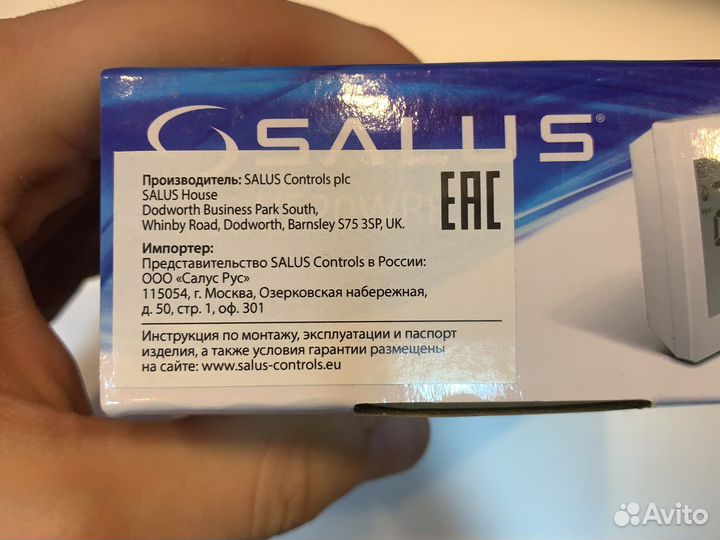 SALUS®
Производитель: SALUS Controls plc
SALUS House
Dodworth Business Park South,
Whinby Road, Dodworth, Barnsley S75 3SP, UK.
EAC
Импортер:
Представительство SALUS Controls в России:
ООО «Салус Рус»
115054, г. Москва, Озерковская набережная,
д. 50, стр. 1, оф. 301
Инструкция по монтажу, эксплуатации и паспорт
изделия, а также условия гарантии размещены
на сайте: www.salus-controls.eu
Avito